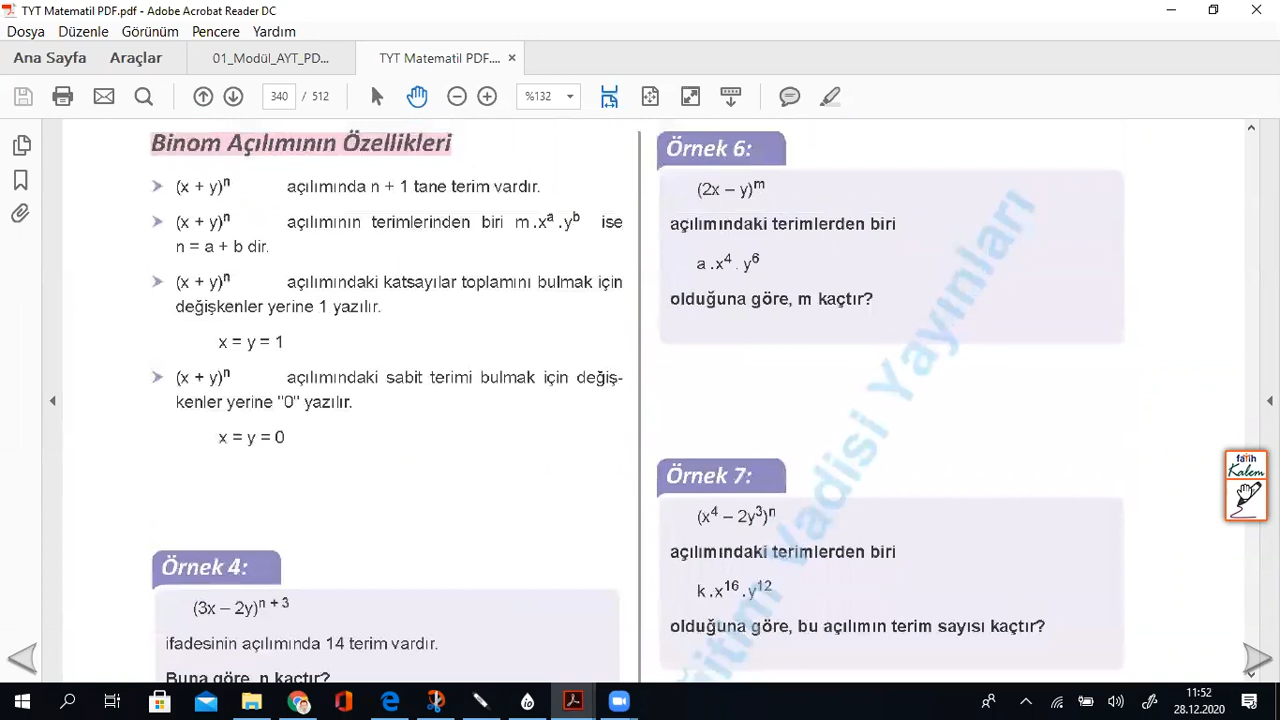 TYT Matematil PDF.pdf - Adobe Acrobat Reader DC
Dosya Düzenle Görünüm Pencere Yardım
Ana Sayfa Araçlar 01_Modül_AYT_PD... TYT Matematil PDF.... ×
340 / 512 %132
Binom Açılımının Özellikleri
(x + y)ⁿ açılımında n + 1 tane terim vardır.
(x + y)ⁿ açılımının terimlerinden biri m.xᵃ.yᵇ ise
n = a + b dir.
(x + y)ⁿ açılımındaki katsayılar toplamını bulmak için
değişkenler yerine 1 yazılır.
x = y = 1
(x + y)ⁿ açılımındaki sabit terimi bulmak için değiş-
kenler yerine "0" yazılır.
x = y = 0
Örnek 4:
(3x – 2y)ⁿ ⁺ ³
ifadesinin açılımında 14 terim vardır.
Buna göre, n kaçtır?
Örnek 6:
(2x – y)ᵐ
açılımındaki terimlerden biri
a.x⁴.y⁶
olduğuna göre, m kaçtır?
Örnek 7:
(x⁴ – 2y³)ⁿ
açılımındaki terimlerden biri
k.x¹⁶.y¹²
olduğuna göre, bu açılımın terim sayısı kaçtır?
Eğitim Vadisi Yayınları
fatih
Kalem
11:52
28.12.2020